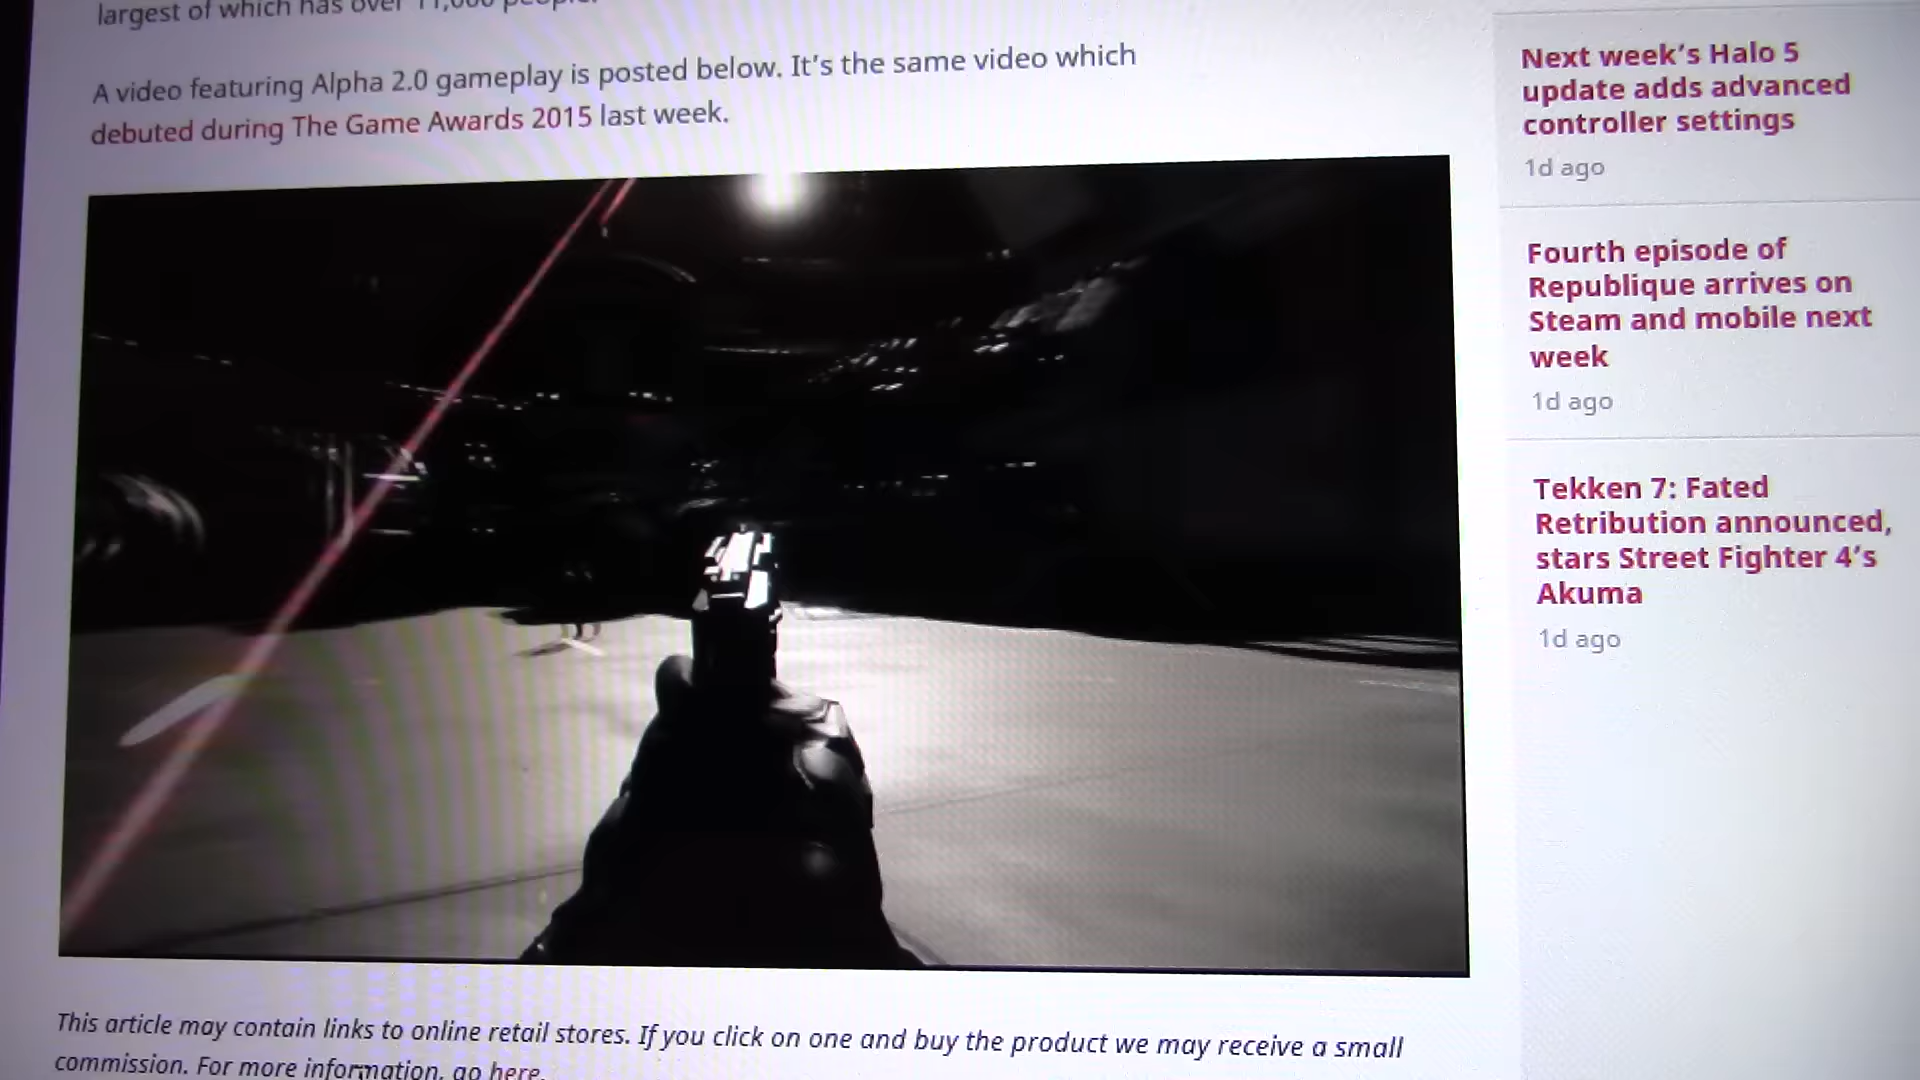 largest of which has over 11,000 people.
A video featuring Alpha 2.0 gameplay is posted below. It's the same video which
debuted during The Game Awards 2015 last week.
This article may contain links to online retail stores. If you click on one and buy the product we may receive a small
commission. For more information, go here.
Next week's Halo 5
update adds advanced
controller settings
1d ago
Fourth episode of
Republique arrives on
Steam and mobile next
week
1d ago
Tekken 7: Fated
Retribution announced,
stars Street Fighter 4's
Akuma
1d ago